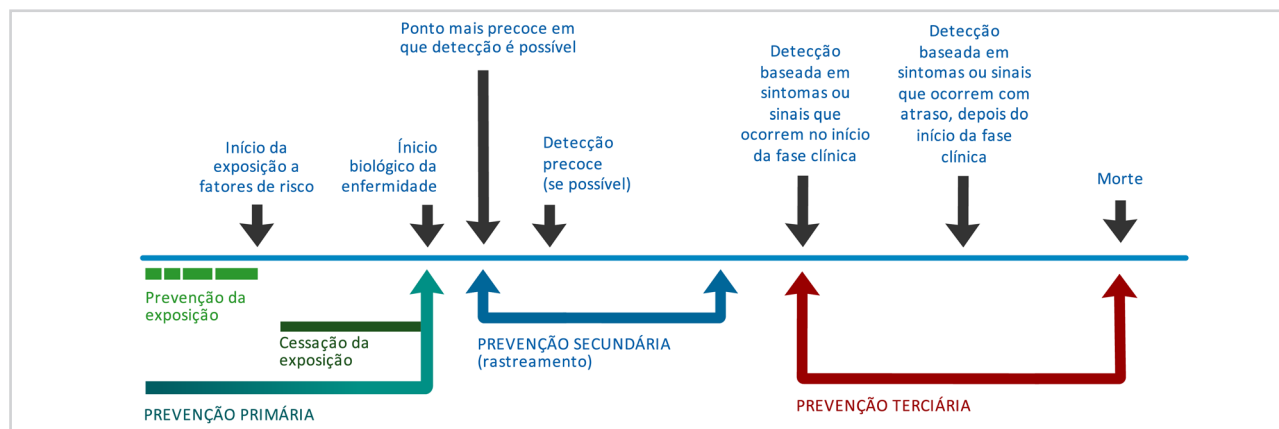 Ponto mais precoce em
que detecção é possível
Início da
exposição a
fatores de risco
Ínicio
biológico da
enfermidade
Detecção
precoce
(se possível)
Detecção
baseada em
sintomas ou
sinais que
ocorrem no início
da fase clínica
Detecção
baseada em
sintomas ou sinais
que ocorrem com
atraso, depois do
início da fase
clínica
Morte
Prevenção da
exposição
Cessação da
exposição
PREVENÇÃO PRIMÁRIA
PREVENÇÃO SECUNDÁRIA
(rastreamento)
PREVENÇÃO TERCIÁRIA